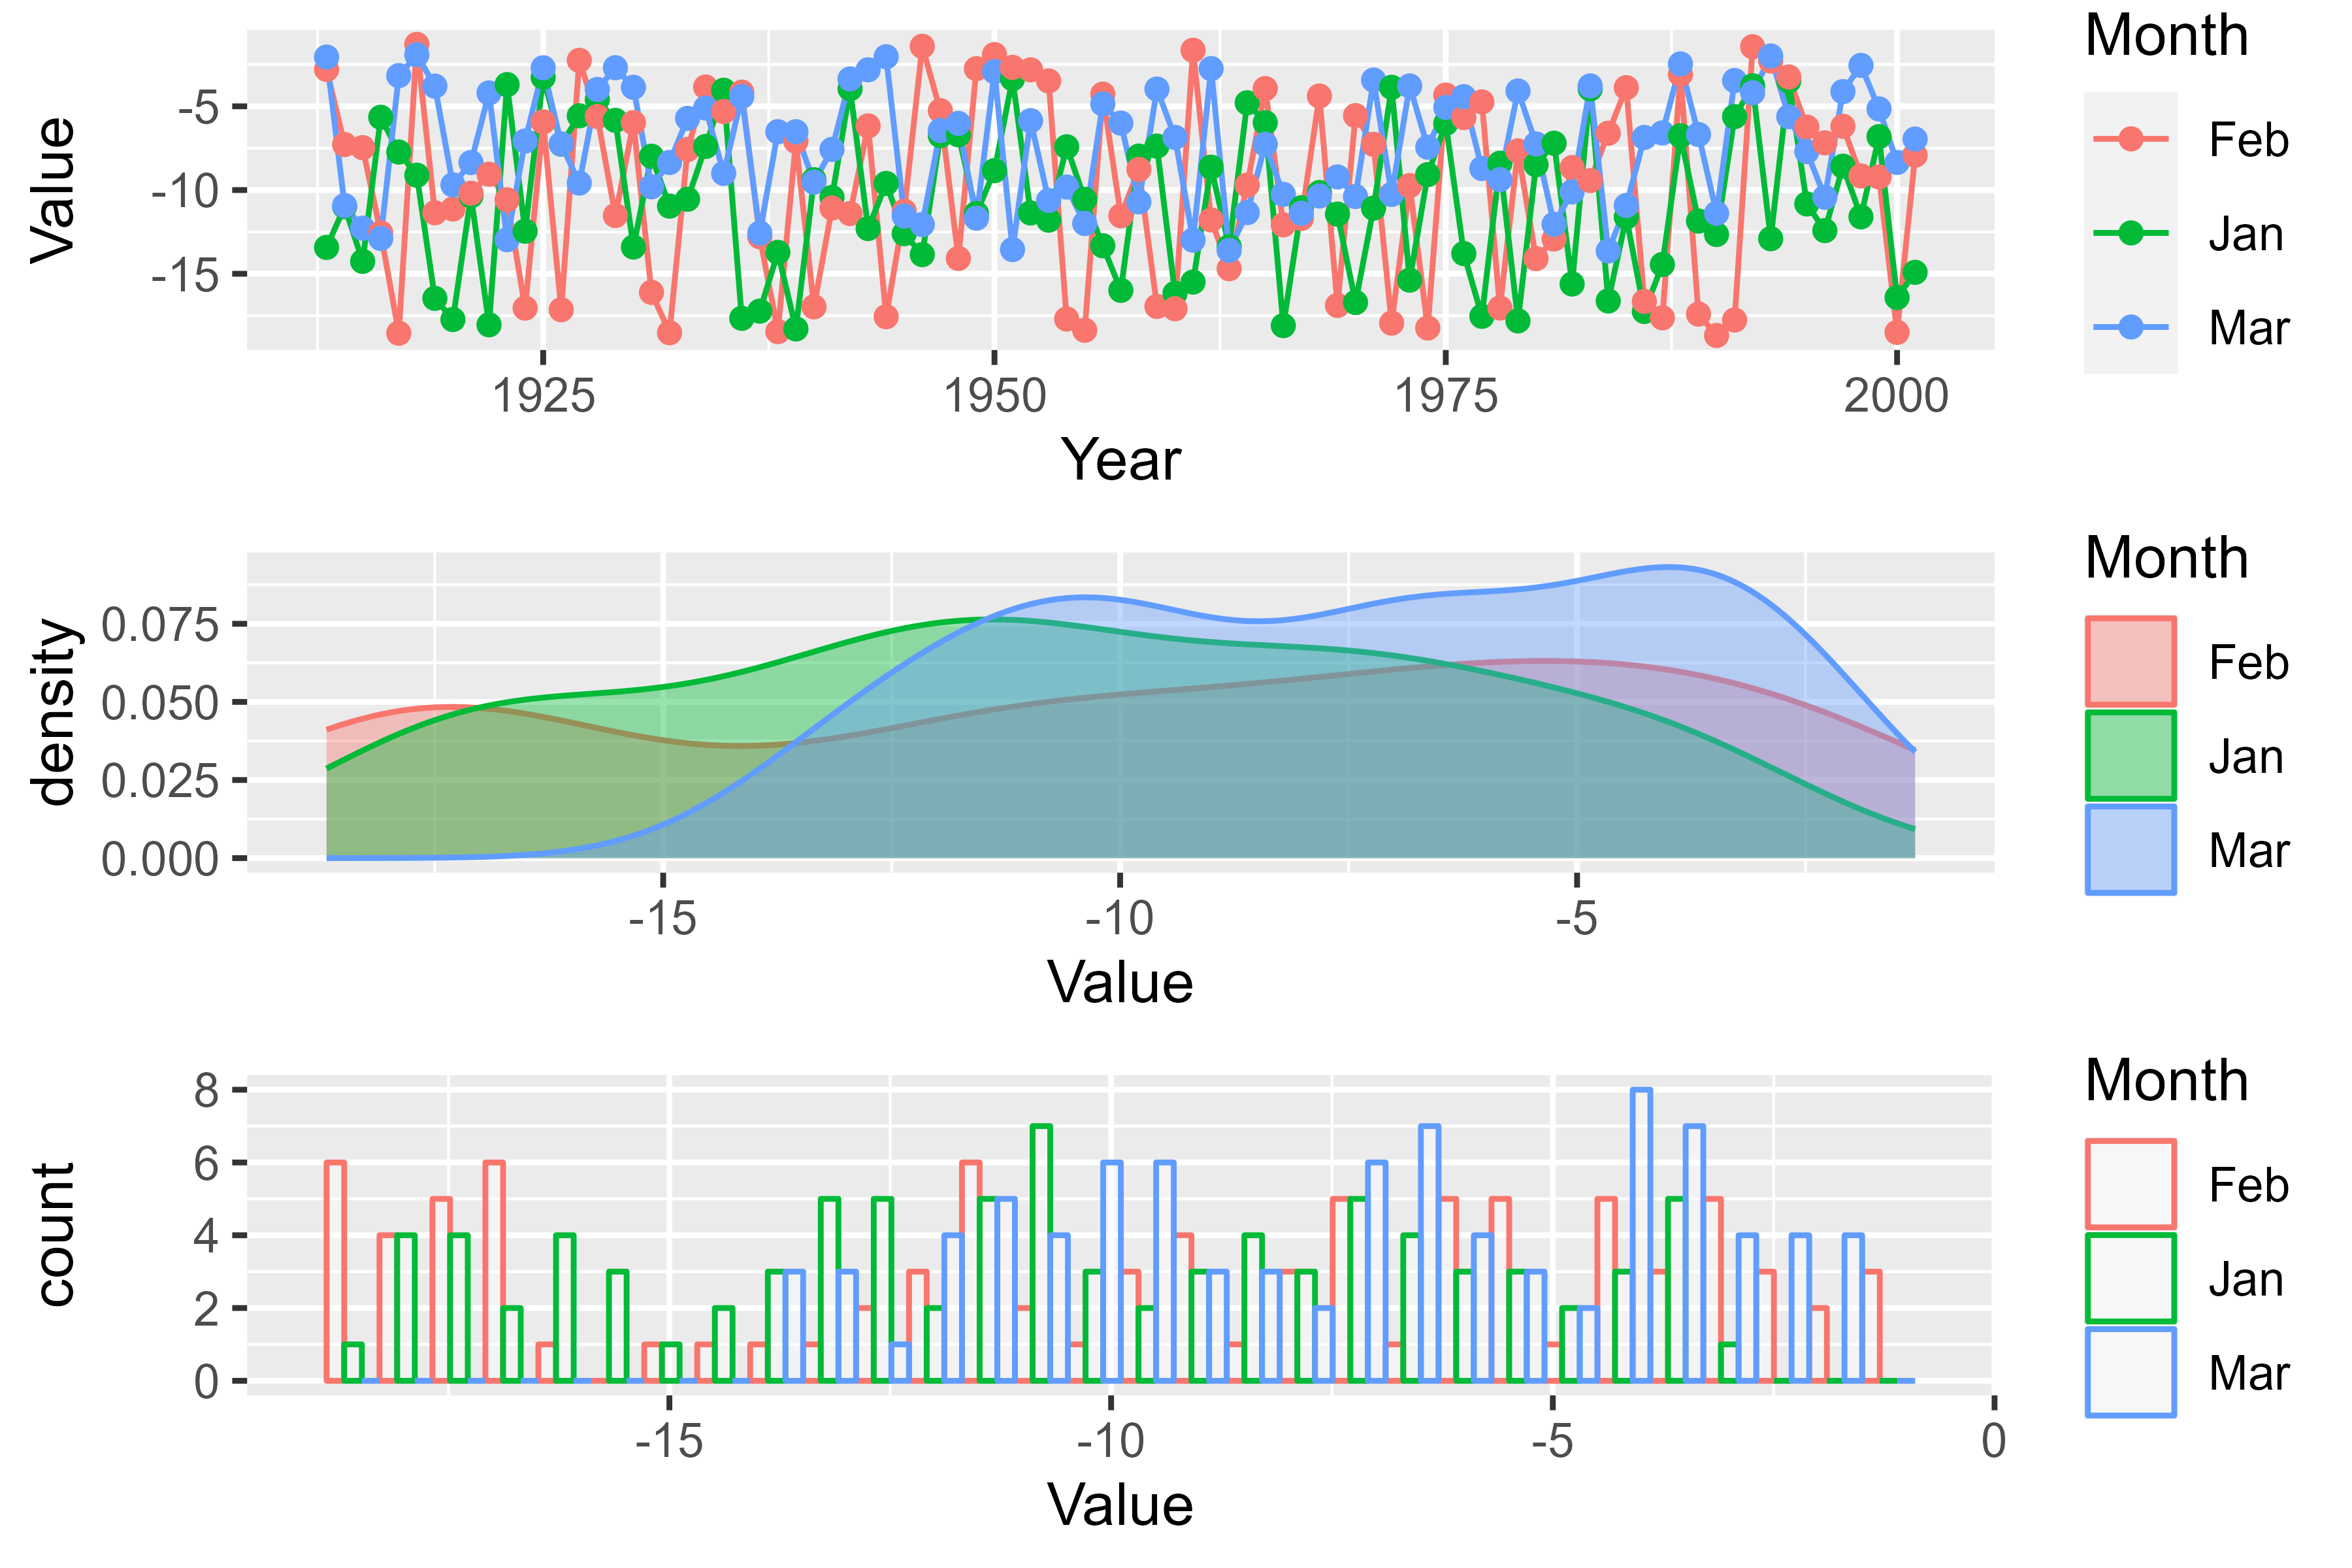 Value
-5
-10
-15
1925 1950 1975 2000
Year
Month
Feb
Jan
Mar
density
0.075
0.050
0.025
0.000
-15 -10 -5
Value
Month
Feb
Jan
Mar
count
8
6
4
2
0
-15 -10 -5 0
Value
Month
Feb
Jan
Mar